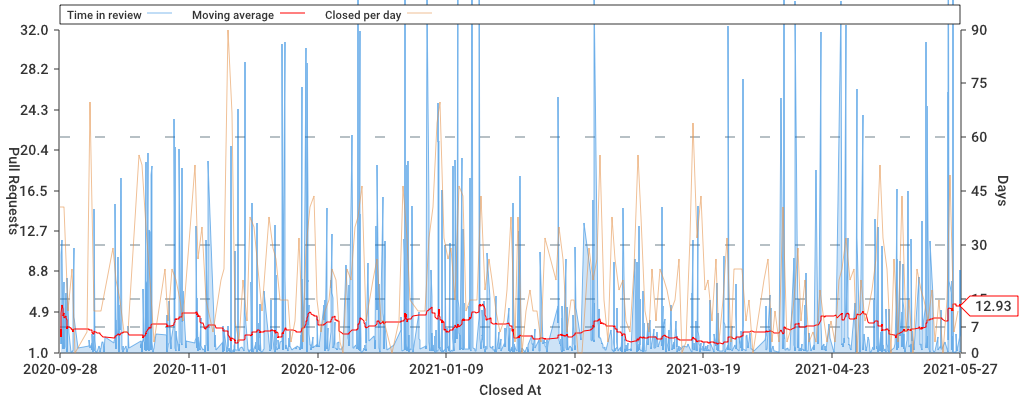 Time in review Moving average Closed per day
32.0 90
28.2 75
24.3
60
20.4
16.5 45
12.7 30
8.8
4.9 15
12.93
7
1.0 0
Pull Requests
Days
2020-09-28 2020-11-01 2020-12-06 2021-01-09 2021-02-13 2021-03-19 2021-04-23 2021-05-27
Closed At